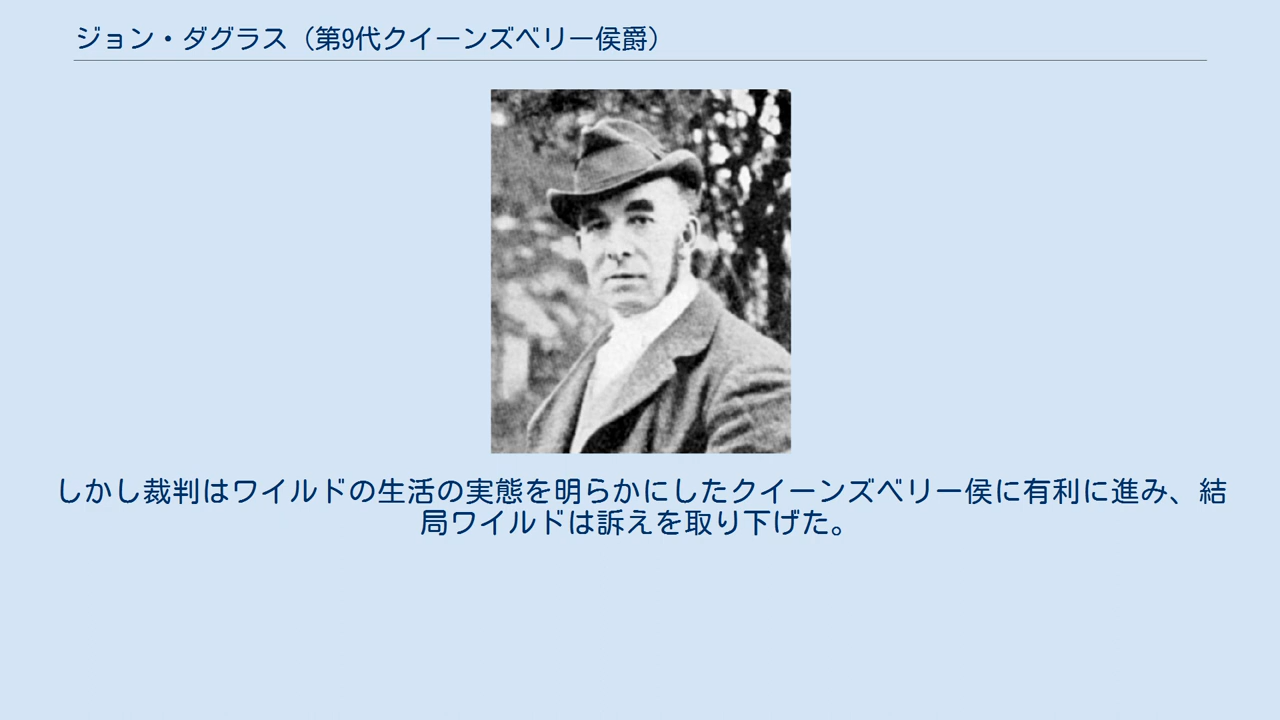 ジョン・ダグラス（第9代クイーンズベリー侯爵）
しかし裁判はワイルドの生活の実態を明らかにしたクイーンズベリー侯に有利に進み、結
局ワイルドは訴えを取り下げた。